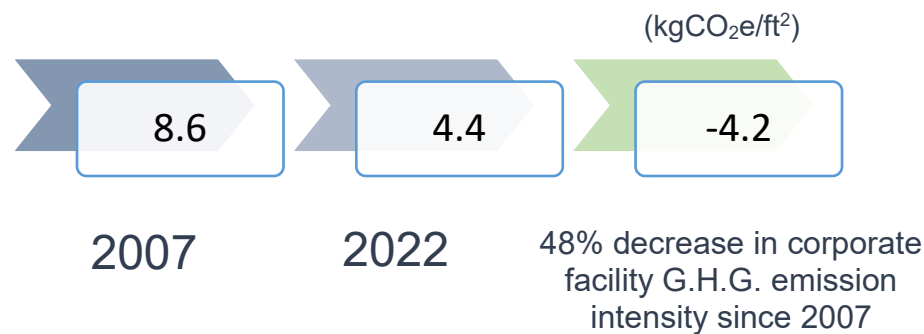 (kgCO₂e/ft²)
8.6
4.4
-4.2
2007
2022
48% decrease in corporate
facility G.H.G. emission
intensity since 2007